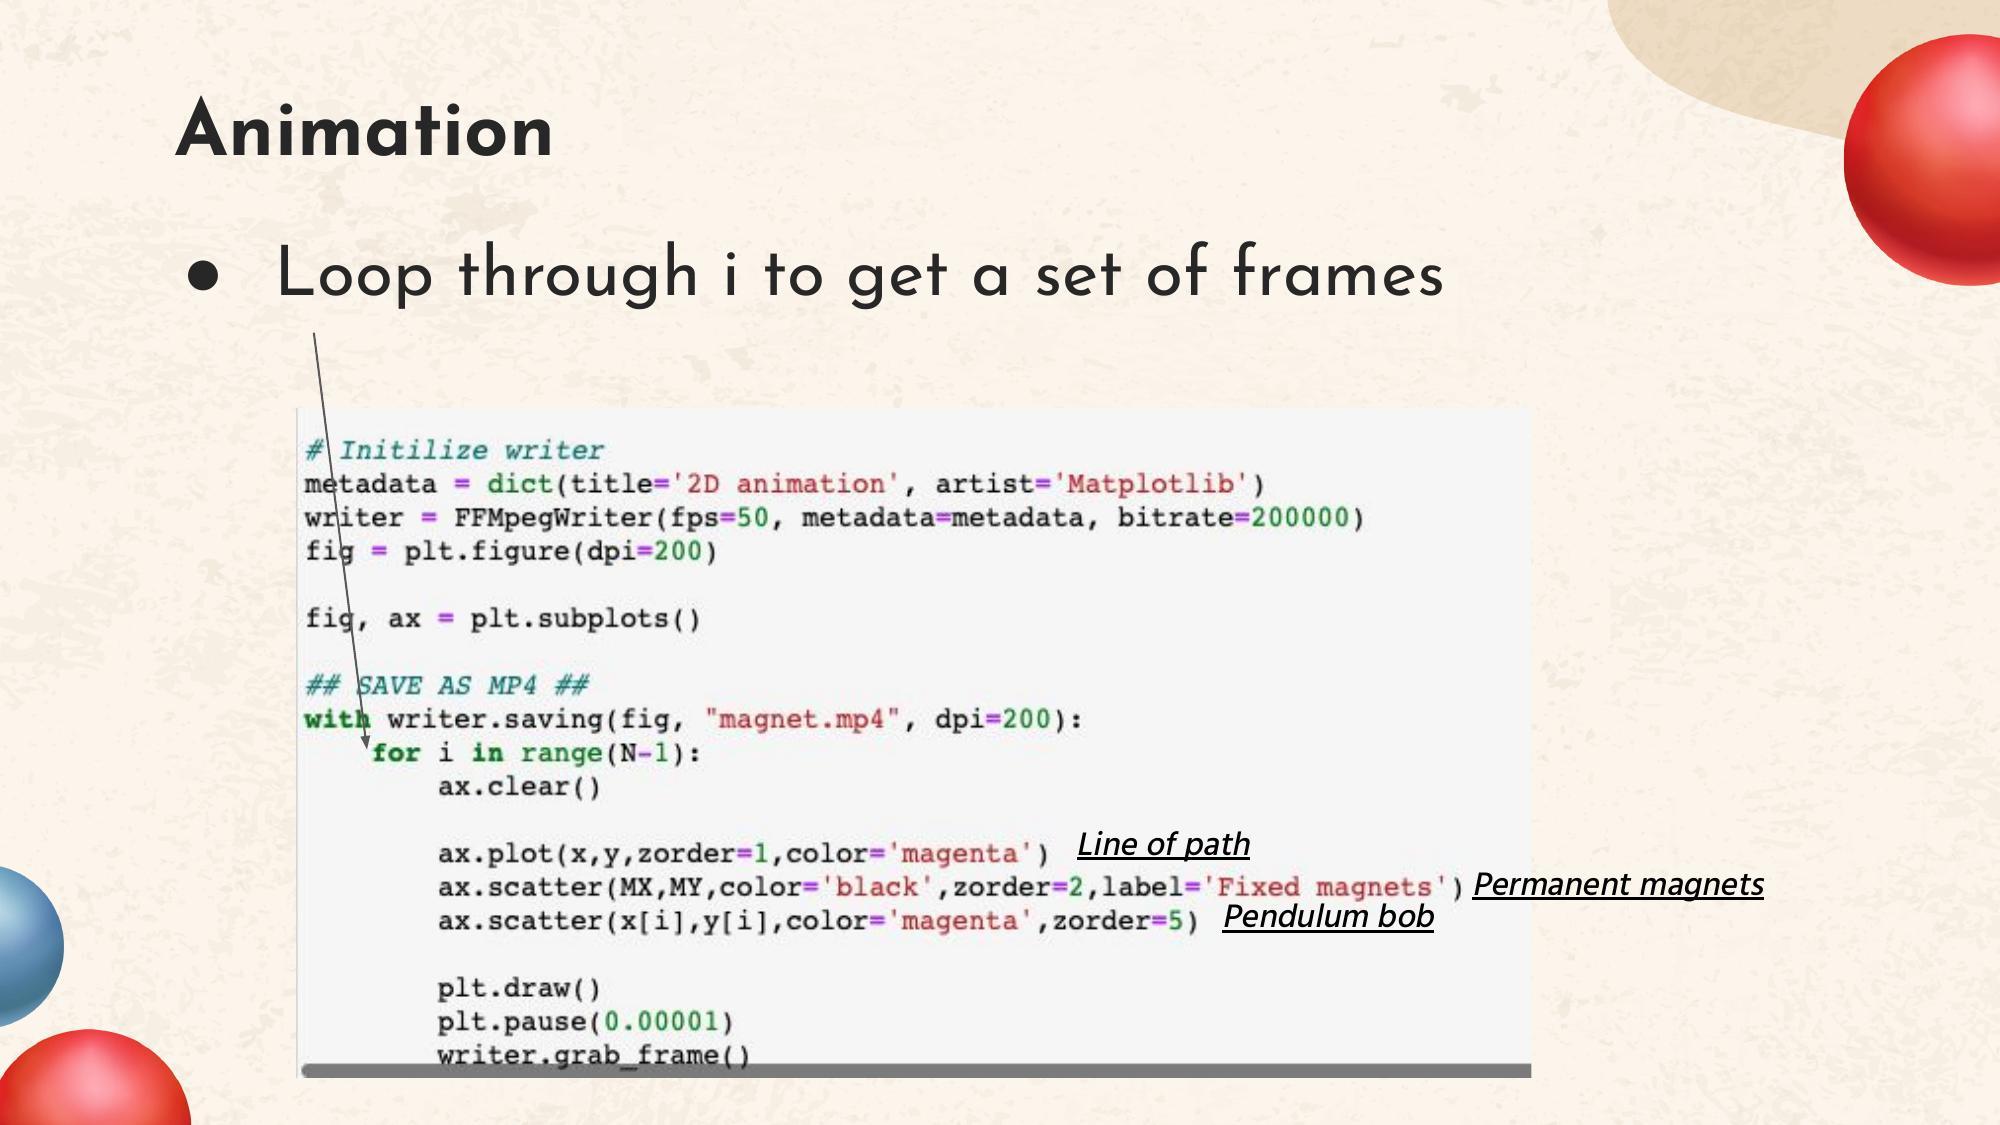 Animation
● Loop through i to get a set of frames
# Initilize writer
metadata = dict(title='2D animation', artist='Matplotlib')
writer = FFMpegWriter(fps=50, metadata=metadata, bitrate=200000)
fig = plt.figure(dpi=200)
fig, ax = plt.subplots()
## SAVE AS MP4 ##
with writer.saving(fig, "magnet.mp4", dpi=200):
    for i in range(N-1):
        ax.clear()
        ax.plot(x,y,zorder=1,color='magenta') Line of path
        ax.scatter(MX,MY,color='black',zorder=2,label='Fixed magnets') Permanent magnets
        ax.scatter(x[i],y[i],color='magenta',zorder=5) Pendulum bob
        plt.draw()
        plt.pause(0.00001)
        writer.grab_frame()